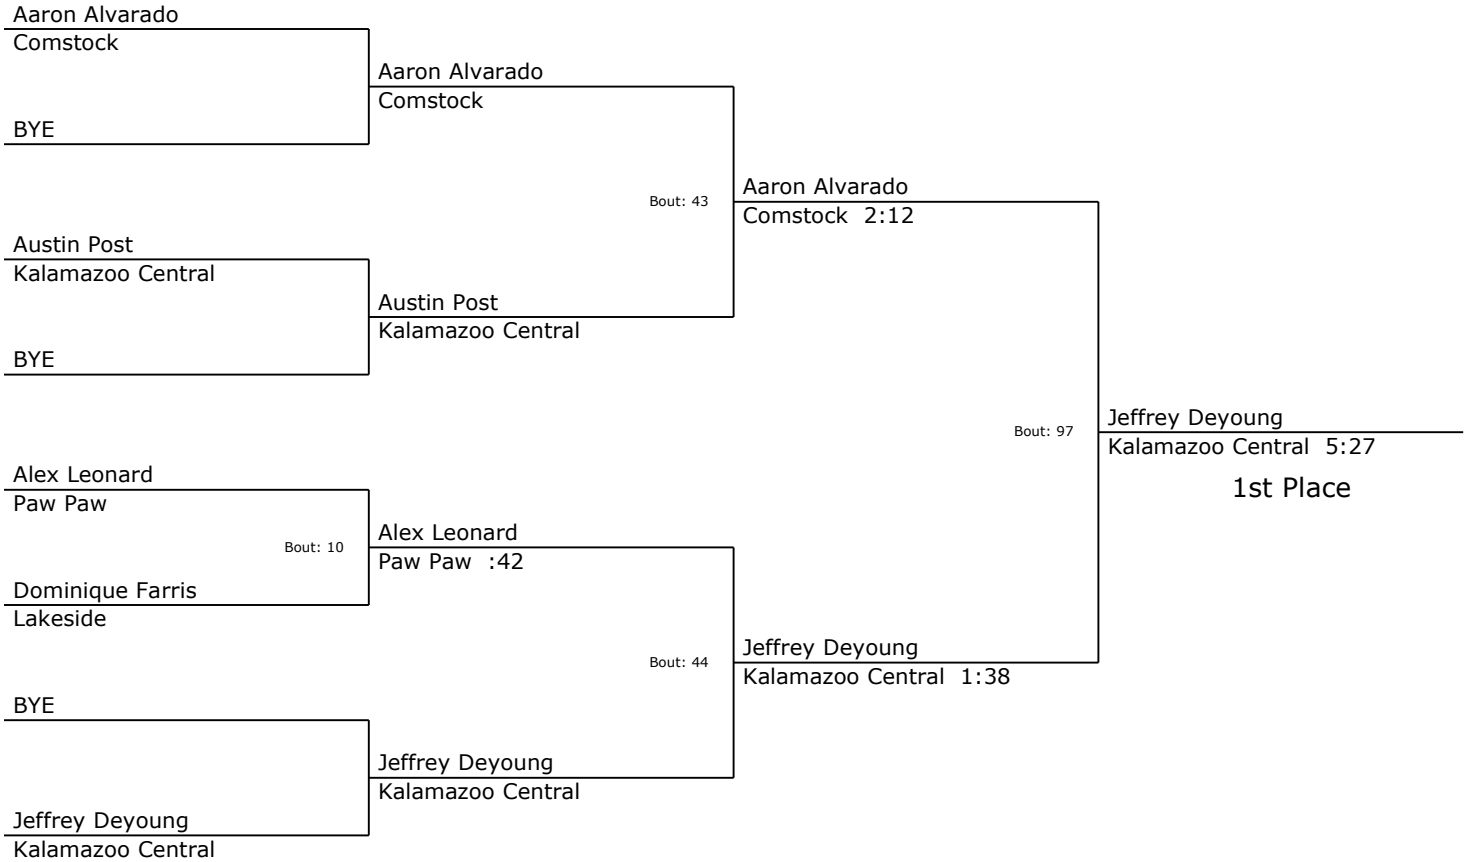 Aaron Alvarado
Comstock
BYE
Austin Post
Kalamazoo Central
BYE
Alex Leonard
Paw Paw
Bout: 10
Dominique Farris
Lakeside
BYE
Jeffrey Deyoung
Kalamazoo Central
Aaron Alvarado
Comstock
Bout: 43
Austin Post
Kalamazoo Central
Alex Leonard
Paw Paw :42
Bout: 44
Jeffrey Deyoung
Kalamazoo Central
Aaron Alvarado
Comstock 2:12
Bout: 97
Jeffrey Deyoung
Kalamazoo Central 1:38
Jeffrey Deyoung
Kalamazoo Central 5:27
1st Place